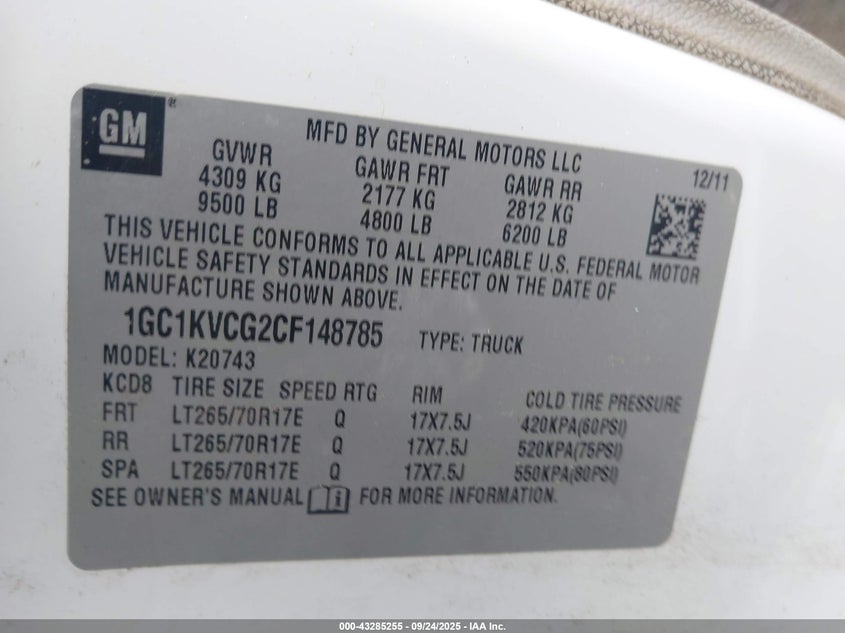 GM
MFD BY GENERAL MOTORS LLC
12/11
GVWR GAWR FRT GAWR RR
4309 KG 2177 KG 2812 KG
9500 LB 4800 LB 6200 LB
THIS VEHICLE CONFORMS TO ALL APPLICABLE U.S. FEDERAL MOTOR
VEHICLE SAFETY STANDARDS IN EFFECT ON THE DATE OF
MANUFACTURE SHOWN ABOVE.
1GC1KVCG2CF148785 TYPE: TRUCK
MODEL: K20743
KCD8 TIRE SIZE SPEED RTG RIM COLD TIRE PRESSURE
FRT LT265/70R17E Q 17X7.5J 420KPA(60PSI)
RR LT265/70R17E Q 17X7.5J 520KPA(75PSI)
SPA LT265/70R17E Q 17X7.5J 550KPA(80PSI)
SEE OWNER'S MANUAL i FOR MORE INFORMATION.
000-43285255 - 09/24/2025 - IAA Inc.